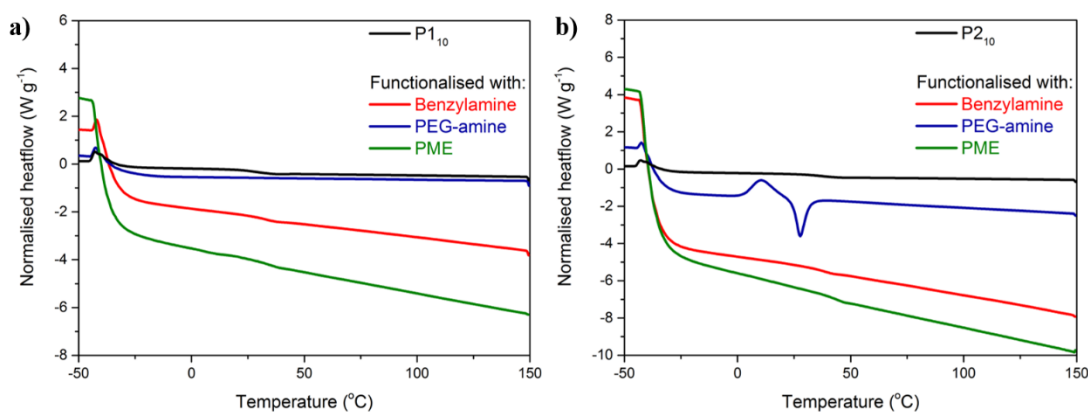 a)
P1₁₀
Functionalised with:
Benzylamine
PEG-amine
PME
Normalised heatflow (W g⁻¹)
6
4
2
0
-2
-4
-6
-8
-50
0
50
100
150
Temperature (°C)
b)
P2₁₀
Functionalised with:
Benzylamine
PEG-amine
PME
Normalised heatflow (W g⁻¹)
8
6
4
2
0
-2
-4
-6
-8
-10
-50
0
50
100
150
Temperature (°C)